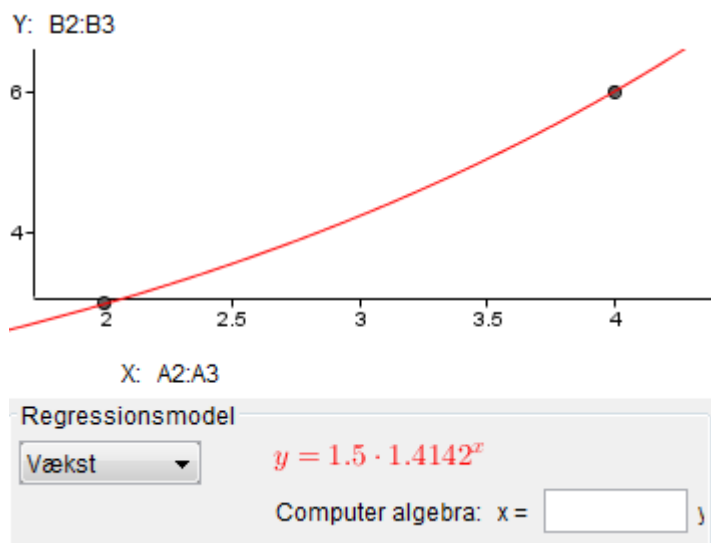 Y: B2:B3
6
4
2 2.5 3 3.5 4
X: A2:A3
Regressionsmodel
Vækst
y = 1.5 · 1.4142ˣ
Computer algebra: x =